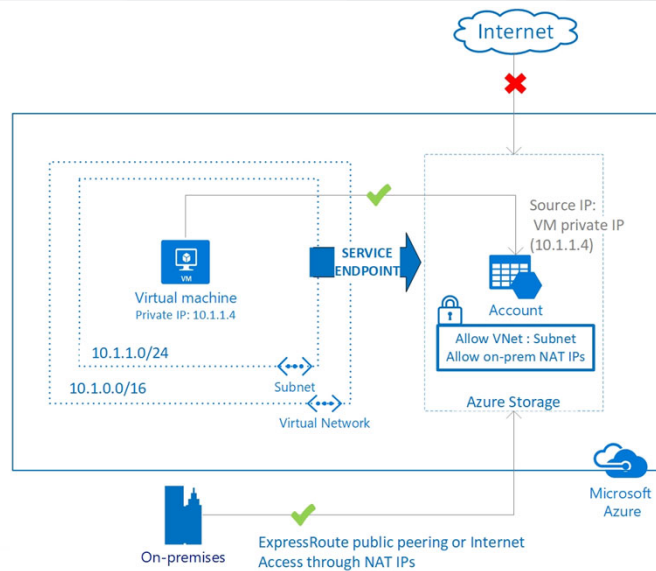 Internet
Source IP:
VM private IP
(10.1.1.4)
SERVICE
ENDPOINT
VM
Virtual machine
Private IP: 10.1.1.4
Account
Allow VNet : Subnet
Allow on-prem NAT IPs
10.1.1.0/24
Subnet
10.1.0.0/16
Virtual Network
Azure Storage
Microsoft
Azure
On-premises
ExpressRoute public peering or Internet
Access through NAT IPs